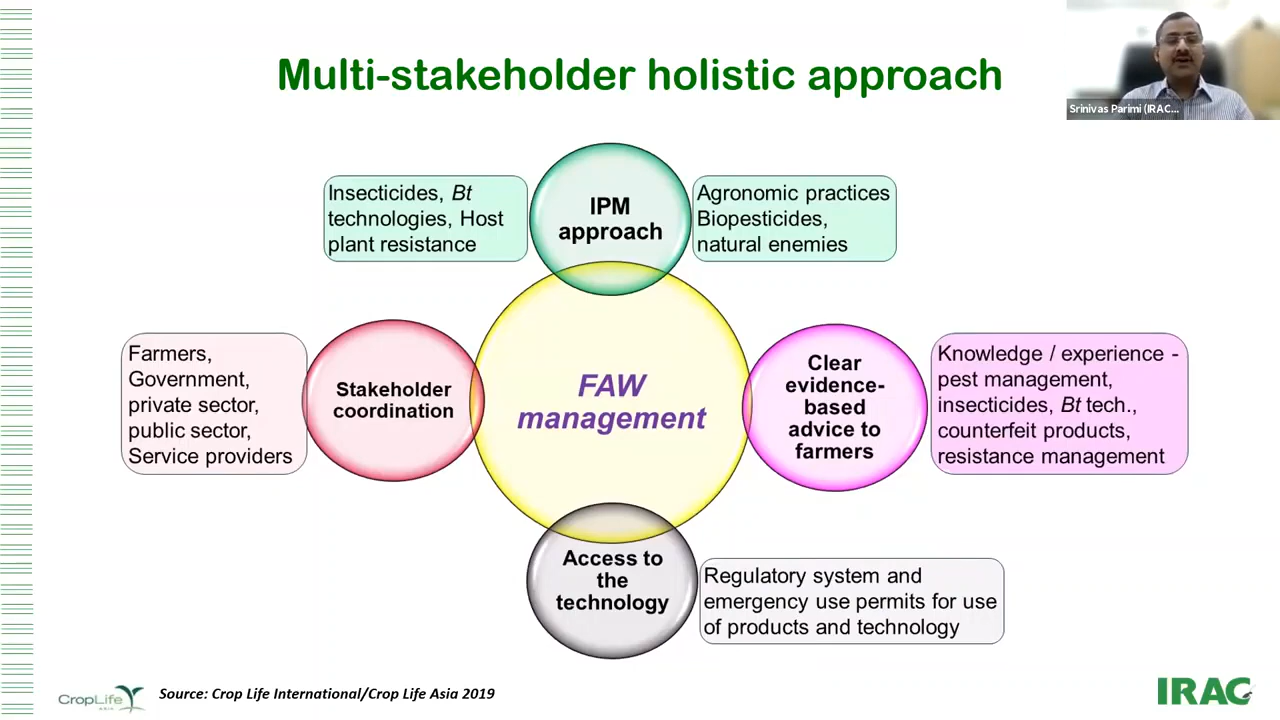 Multi-stakeholder holistic approach
Srinivas Parimi (IRAC...
Insecticides, Bt
technologies, Host
plant resistance
IPM
approach
Agronomic practices
Biopesticides,
natural enemies
Farmers,
Government,
private sector,
public sector,
Service providers
Stakeholder
coordination
FAW
management
Clear
evidence-
based
advice to
farmers
Knowledge / experience -
pest management,
insecticides, Bt tech.,
counterfeit products,
resistance management
Access to
the
technology
Regulatory system and
emergency use permits for use
of products and technology
CropLife
ASIA
Source: Crop Life International/Crop Life Asia 2019
IRAC